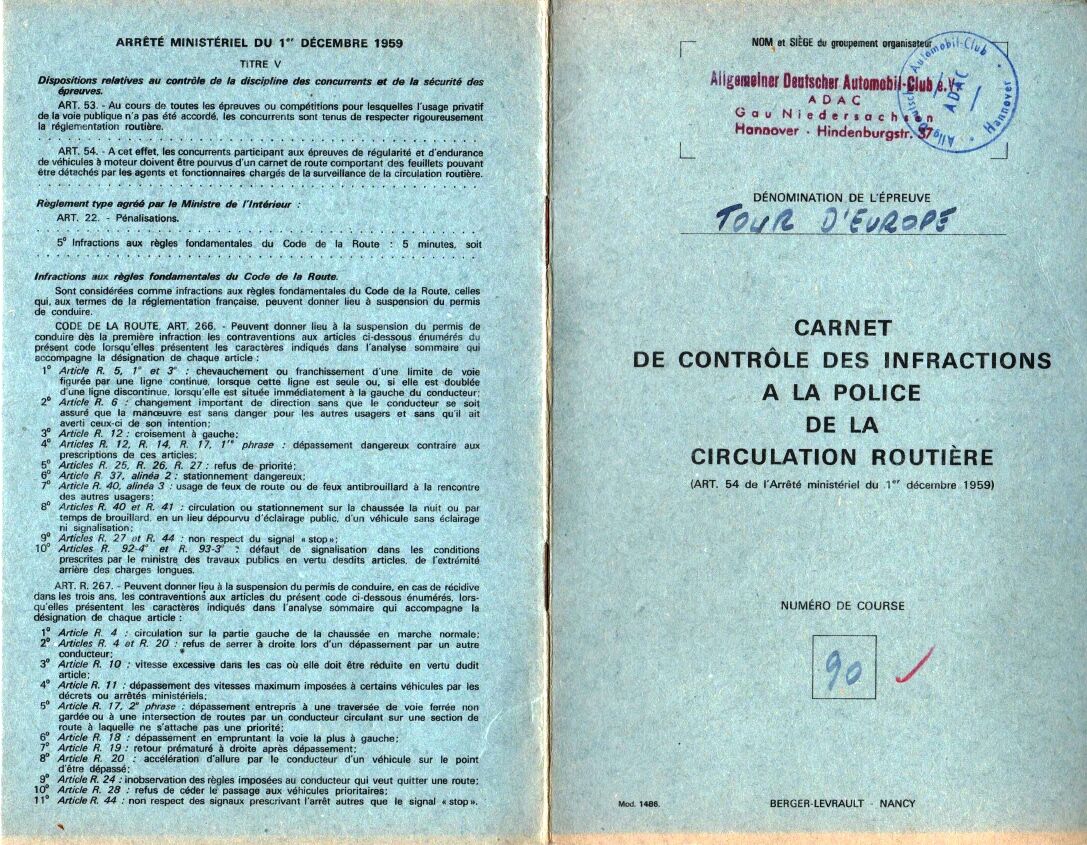 ARRÊTÉ MINISTÉRIEL DU 1er DÉCEMBRE 1959
TITRE V
Dispositions relatives au contrôle de la discipline des concurrents et de la sécurité des
épreuves.
ART. 53. - Au cours de toutes les épreuves ou compétitions pour lesquelles l'usage privatif
de la voie publique n'a pas été accordé, les concurrents sont tenus de respecter rigoureusement
la réglementation routière.
ART. 54. - A cet effet, les concurrents participant aux épreuves de régularité et d'endurance
de véhicules à moteur doivent être pourvus d'un carnet de route comportant des feuillets pouvant
être détachés par les agents et fonctionnaires chargés de la surveillance de la circulation routière.
Règlement type agréé par le Ministre de l'Intérieur :
ART. 22. - Pénalisations.
5° Infractions aux règles fondamentales du Code de la Route : 5 minutes, soit
Infractions aux règles fondamentales du Code de la Route.
Sont considérées comme infractions aux règles fondamentales du Code de la Route, celles
qui, aux termes de la réglementation française, peuvent donner lieu à suspension du permis
de conduire.
CODE DE LA ROUTE, ART. 266. - Peuvent donner lieu à la suspension du permis de
conduire dès la première infraction les contraventions aux articles ci-dessous énumérés du
présent code lorsqu'elles présentent les caractères indiqués dans l'analyse sommaire qui
accompagne la désignation de chaque article :
1° Article R. 5, 1° et 3° : chevauchement ou franchissement d'une limite de voie
figurée par une ligne continue, lorsque cette ligne est seule ou, si elle est doublée
d'une ligne discontinue, lorsqu'elle est située immédiatement à la gauche du conducteur;
2° Article R. 6 : changement important de direction sans que le conducteur se soit
assuré que la manœuvre est sans danger pour les autres usagers et sans qu'il ait
averti ceux-ci de son intention;
3° Article R. 12 : croisement à gauche;
4° Articles R. 12, R. 14, R. 17, 1re phrase : dépassement dangereux contraire aux
prescriptions de ces articles;
5° Articles R. 25, R. 26, R. 27 : refus de priorité;
6° Article R. 37, alinéa 2 : stationnement dangereux;
7° Article R. 40, alinéa 3 : usage de feux de route ou de feux antibrouillard à la rencontre
des autres usagers;
8° Articles R. 40 et R. 41 : circulation ou stationnement sur la chaussée la nuit ou par
temps de brouillard, en un lieu dépourvu d'éclairage public, d'un véhicule sans éclairage
ni signalisation;
9° Articles R. 27 et R. 44 : non respect du signal « stop »;
10° Articles R. 92-4° et R. 93-3° : défaut de signalisation dans les conditions
prescrites par le ministre des travaux publics en vertu desdits articles, de l'extrémité
arrière des charges longues.
ART. R. 267. - Peuvent donner lieu à la suspension du permis de conduire, en cas de récidive
dans les trois ans, les contraventions aux articles du présent code ci-dessous énumérés, lors-
qu'elles présentent les caractères indiqués dans l'analyse sommaire qui accompagne la
désignation de chaque article :
1° Article R. 4 : circulation sur la partie gauche de la chaussée en marche normale;
2° Articles R. 4 et R. 20 : refus de serrer à droite lors d'un dépassement par un autre
conducteur;
3° Article R. 10 : vitesse excessive dans les cas où elle doit être réduite en vertu dudit
article;
4° Article R. 11 : dépassement des vitesses maximum imposées à certains véhicules par les
décrets ou arrêtés ministériels;
5° Article R. 17, 2e phrase : dépassement entrepris à une traversée de voie ferrée non
gardée ou à une intersection de routes par un conducteur circulant sur une section de
route à laquelle ne s'attache pas une priorité;
6° Article R. 18 : dépassement en empruntant la voie la plus à gauche;
7° Article R. 19 : retour prématuré à droite après dépassement;
8° Article R. 20 : accélération d'allure par le conducteur d'un véhicule sur le point
d'être dépassé;
9° Article R. 24 : inobservation des règles imposées au conducteur qui veut quitter une route;
10° Article R. 28 : refus de céder le passage aux véhicules prioritaires;
11° Article R. 44 : non respect des signaux prescrivant l'arrêt autres que le signal « stop ».
NOM et SIÈGE du groupement organisateur
Allgemeiner Deutscher Automobil-Club e.V.
ADAC
Gau Niedersachsen
Hannover - Hindenburgstr. 37
Allgem. Deutscher Automobil-Club
ADAC
Hannover
DÉNOMINATION DE L'ÉPREUVE
TOUR D'EUROPE
CARNET
DE CONTRÔLE DES INFRACTIONS
A LA POLICE
DE LA
CIRCULATION ROUTIÈRE
(ART. 54 de l'Arrêté ministériel du 1er décembre 1959)
NUMÉRO DE COURSE
90
Mod. 1486.
BERGER-LEVRAULT - NANCY